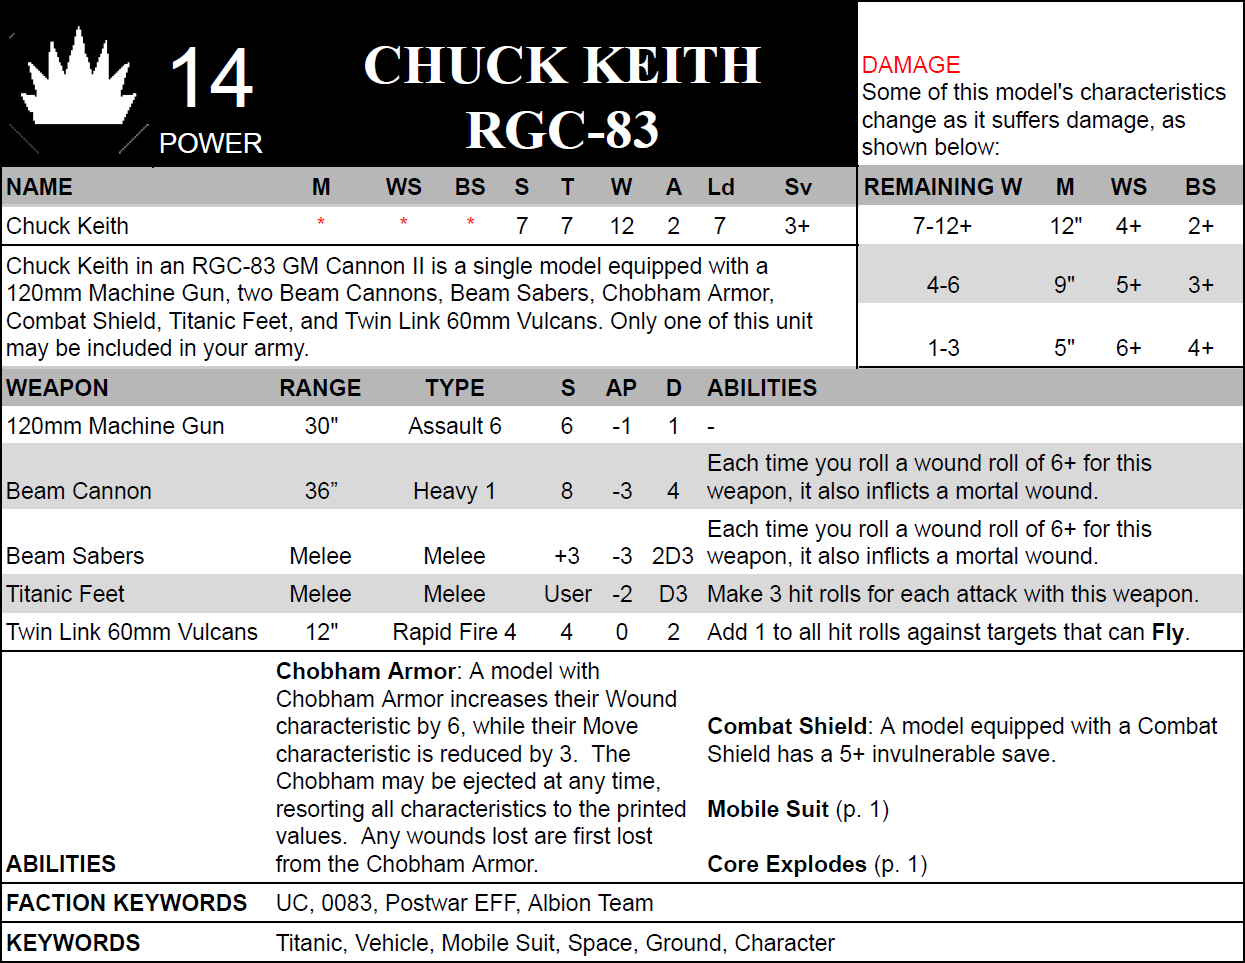 14
POWER
CHUCK KEITH
RGC-83
DAMAGE
Some of this model's characteristics
change as it suffers damage, as
shown below:
NAME M WS BS S T W A Ld Sv
Chuck Keith * * * 7 7 12 2 7 3+
REMAINING W M WS BS
7-12+ 12" 4+ 2+
4-6 9" 5+ 3+
1-3 5" 6+ 4+
Chuck Keith in an RGC-83 GM Cannon II is a single model equipped with a
120mm Machine Gun, two Beam Cannons, Beam Sabers, Chobham Armor,
Combat Shield, Titanic Feet, and Twin Link 60mm Vulcans. Only one of this unit
may be included in your army.
WEAPON RANGE TYPE S AP D ABILITIES
120mm Machine Gun 30" Assault 6 6 -1 1 -
Each time you roll a wound roll of 6+ for this
Beam Cannon 36” Heavy 1 8 -3 4 weapon, it also inflicts a mortal wound.
Each time you roll a wound roll of 6+ for this
Beam Sabers Melee Melee +3 -3 2D3 weapon, it also inflicts a mortal wound.
Titanic Feet Melee Melee User -2 D3 Make 3 hit rolls for each attack with this weapon.
Twin Link 60mm Vulcans 12" Rapid Fire 4 4 0 2 Add 1 to all hit rolls against targets that can Fly.
ABILITIES
Chobham Armor: A model with
Chobham Armor increases their Wound
characteristic by 6, while their Move
characteristic is reduced by 3. The
Chobham may be ejected at any time,
resorting all characteristics to the printed
values. Any wounds lost are first lost
from the Chobham Armor.
Combat Shield: A model equipped with a Combat
Shield has a 5+ invulnerable save.
Mobile Suit (p. 1)
Core Explodes (p. 1)
FACTION KEYWORDS UC, 0083, Postwar EFF, Albion Team
KEYWORDS Titanic, Vehicle, Mobile Suit, Space, Ground, Character